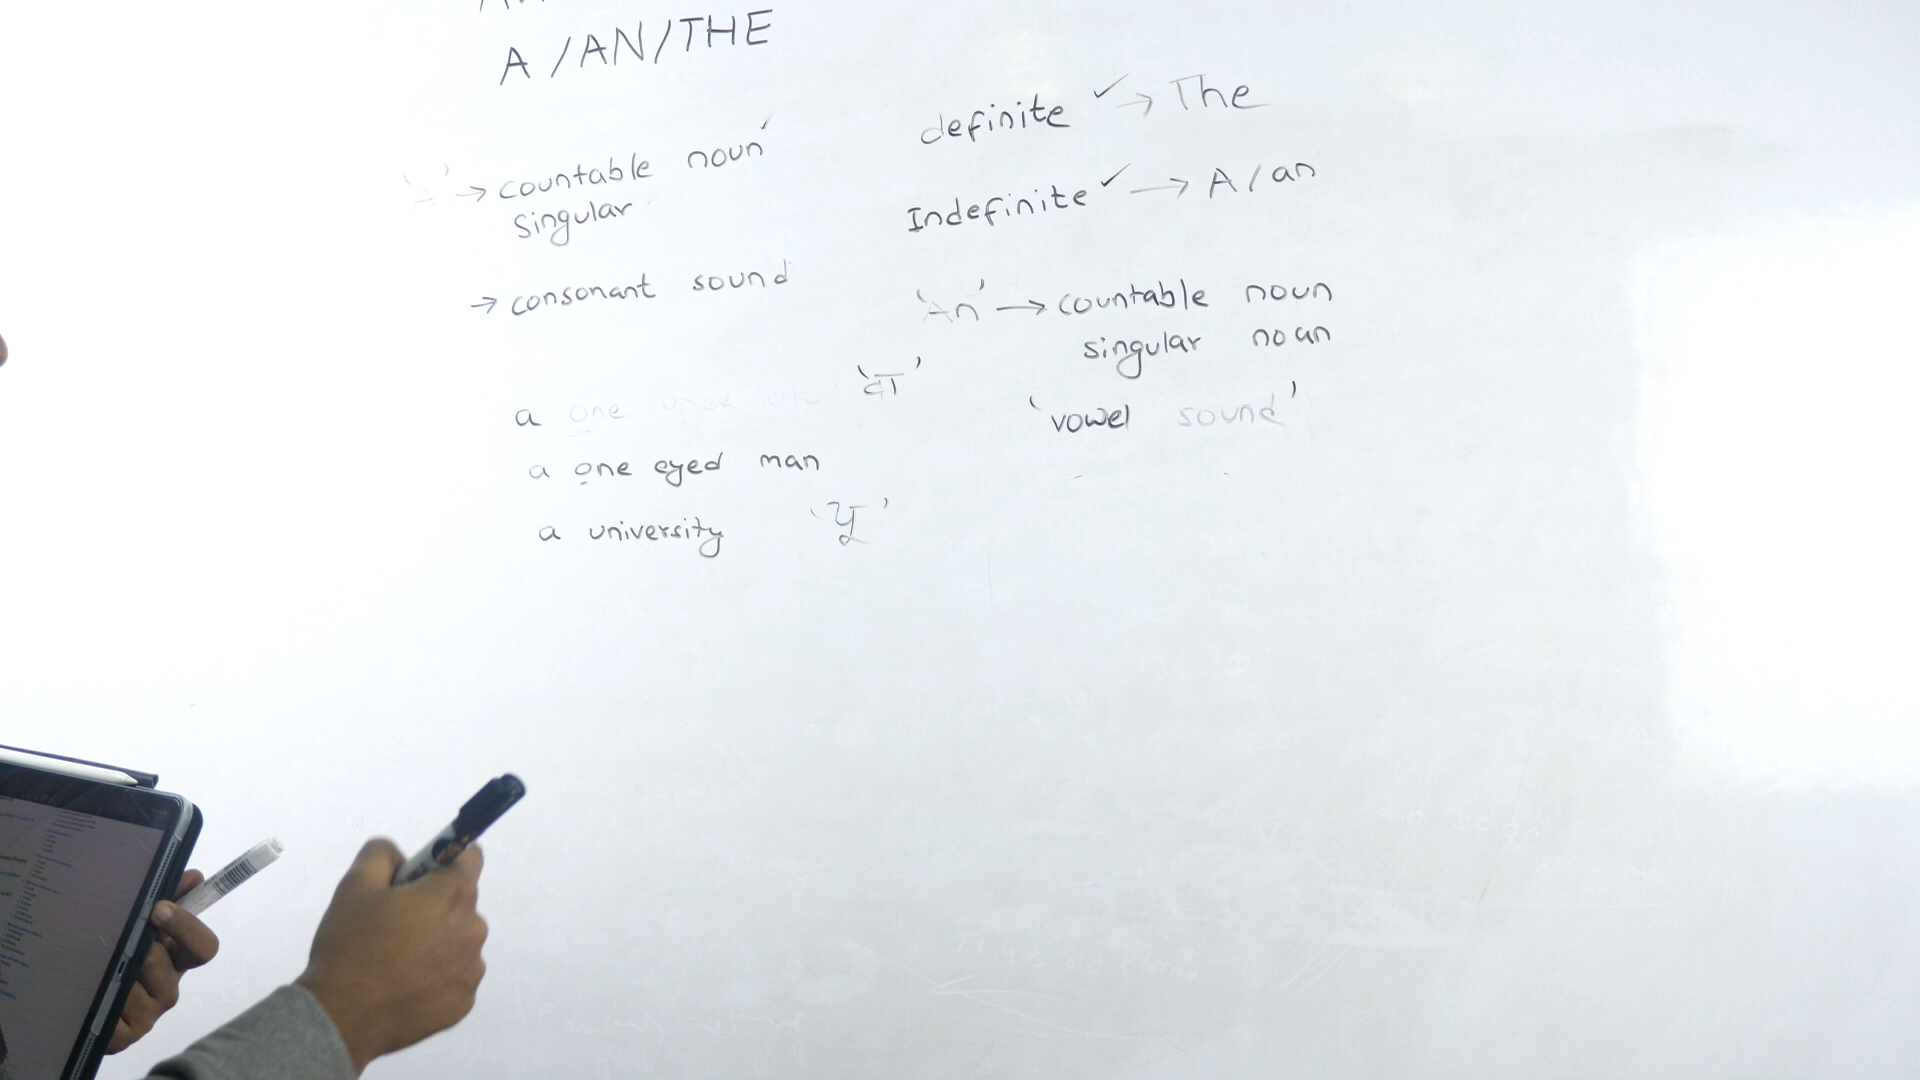 A/AN/THE
'A' → countable noun
singular
→ consonant sound
a one
'वा'
a one eyed man
a university 'यू'
definite ✓ → The
Indefinite ✓ → A/an
'An' → countable noun
singular noun
'vowel sound'